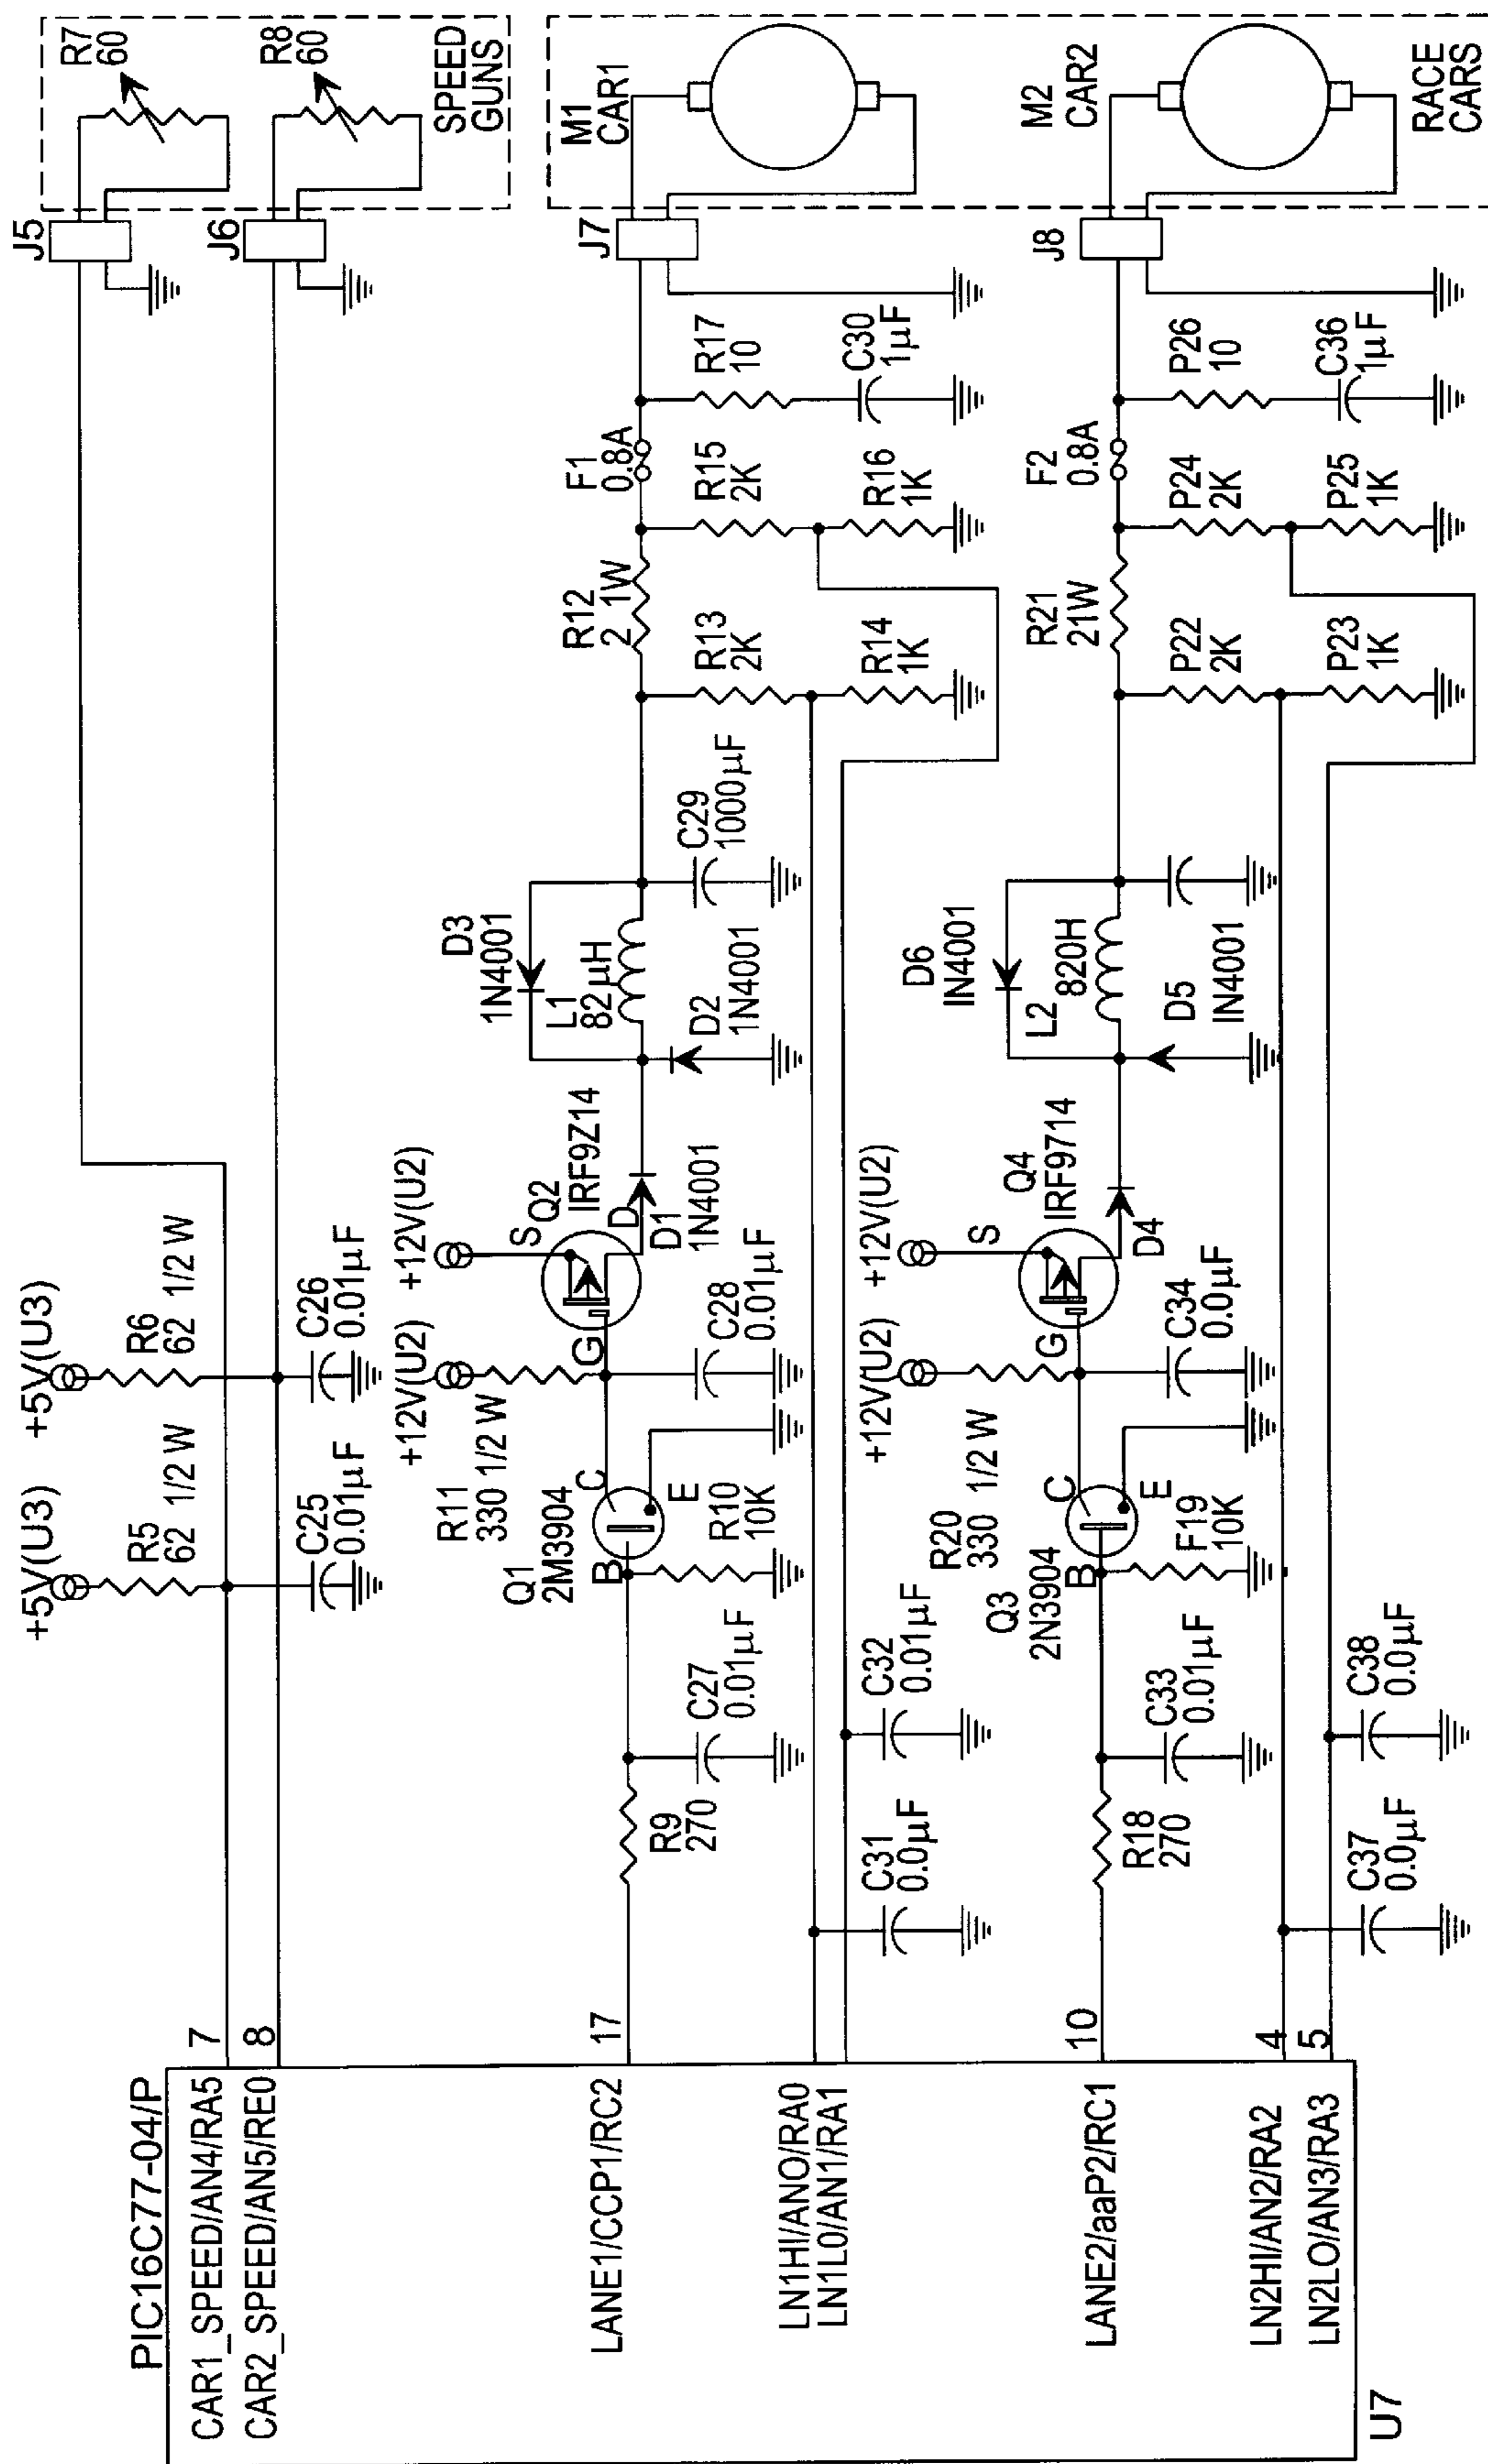 PIC16C77-04/P
CAR1_SPEED/AN4/RA5
7
CAR2_SPEED/AN5/RE0
8
LANE1/CCP1/RC2
17
LN1HI/ANO/RA0
LN1L0/AN1/RA1
LANE2/aaP2/RC1
10
LN2HI/AN2/RA2
4
LN2LO/AN3/RA3
5
U7
+5V(U3)
+5V(U3)
R5
62 1/2 W
R6
62 1/2 W
C25
0.01µF
C26
0.01µF
J5
J6
R7
60
R8
60
SPEED
GUNS
R9
270
C27
0.01µF
Q1
2M3904
B
C
E
R10
10K
R11
330 1/2 W
+12V(U2)
+12V(U2)
C28
0.01µF
G
S
Q2
IRF9Z14
D
D1
1N4001
D2
1N4001
D3
1N4001
L1
82 µH
C29
1000µF
R12
2 1W
R13
2K
R14
1K
R15
2K
R16
1K
F1
0.8A
R17
10
C30
1µF
J7
M1
CAR1
C31
0.0µF
C32
0.01µF
R18
270
C33
0.01µF
Q3
2N3904
B
C
E
F19
10K
R20
330 1/2 W
+12V(U2)
+12V(U2)
C34
0.0µF
G
S
Q4
IRF9714
D4
D5
IN4001
D6
IN4001
L2
820H
R21
21W
P22
2K
P23
1K
P24
2K
P25
1K
F2
0.8A
P26
10
C36
1µF
J8
M2
CAR2
RACE
CARS
C37
0.0µF
C38
0.0µF